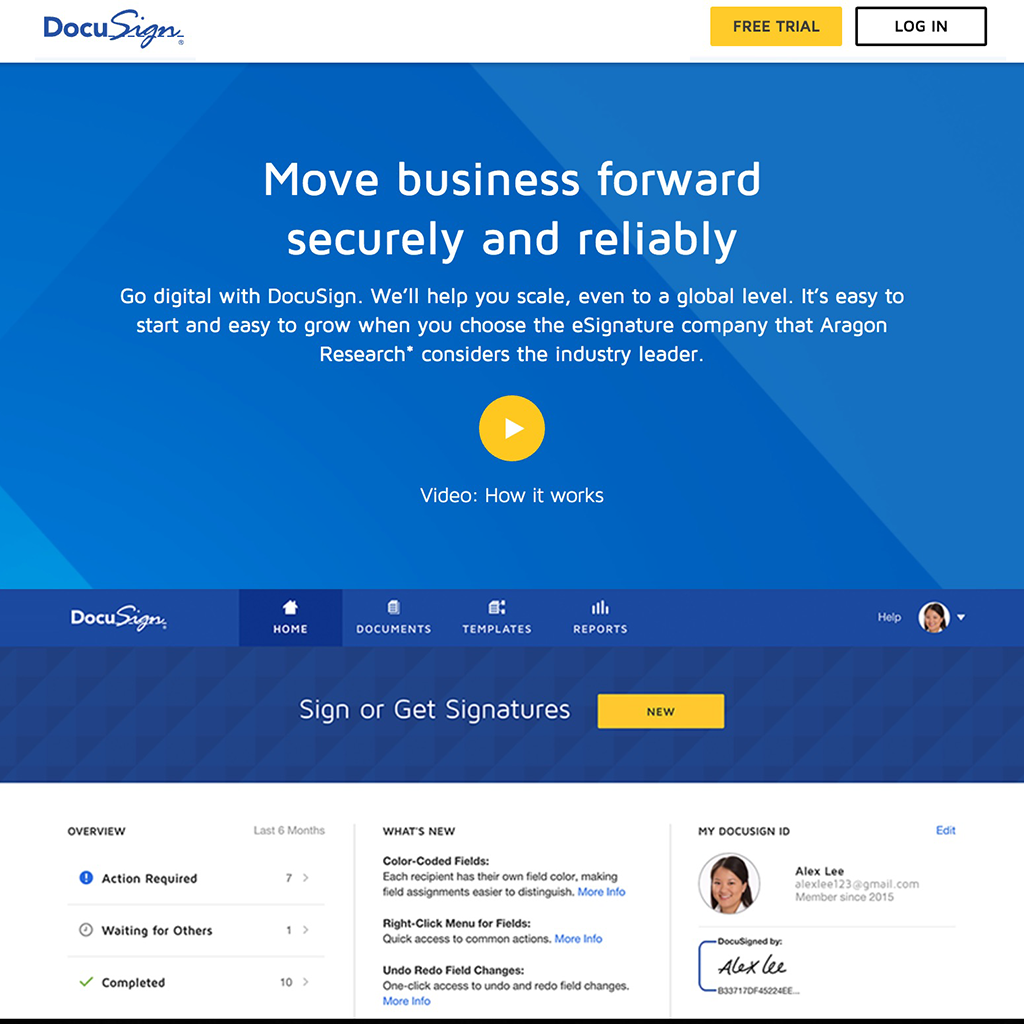 DocuSign®
FREE TRIAL
LOG IN
Move business forward
securely and reliably
Go digital with DocuSign. We’ll help you scale, even to a global level. It’s easy to
start and easy to grow when you choose the eSignature company that Aragon
Research* considers the industry leader.
Video: How it works
DocuSign
HOME
DOCUMENTS
TEMPLATES
REPORTS
Help
Sign or Get Signatures
NEW
OVERVIEW
Last 6 Months
Action Required
7
Waiting for Others
1
Completed
10
WHAT'S NEW
Color-Coded Fields:
Each recipient has their own field color, making
field assignments easier to distinguish. More Info
Right-Click Menu for Fields:
Quick access to common actions. More Info
Undo Redo Field Changes:
One-click access to undo and redo field changes.
More Info
MY DOCUSIGN ID
Edit
Alex Lee
alexlee123@gmail.com
Member since 2015
DocuSigned by:
Alex Lee
B33717DF45224EE...